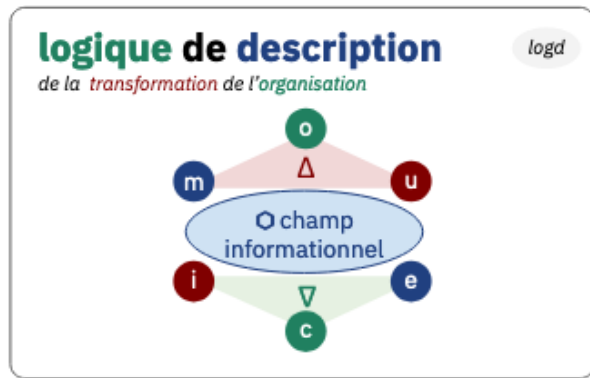 logique de description
logd
de la transformation de l'organisation
o
m
Δ
u
⬡ champ
informationnel
i
∇
e
c